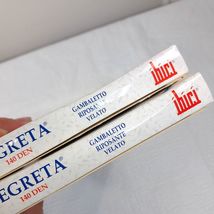 EGRETA®
140 DEN
GAMBALETTO
RIPOSANTE
VELATO
ibici
EGRETA®
140 DEN
GAMBALETTO
RIPOSANTE
VELATO
ibici